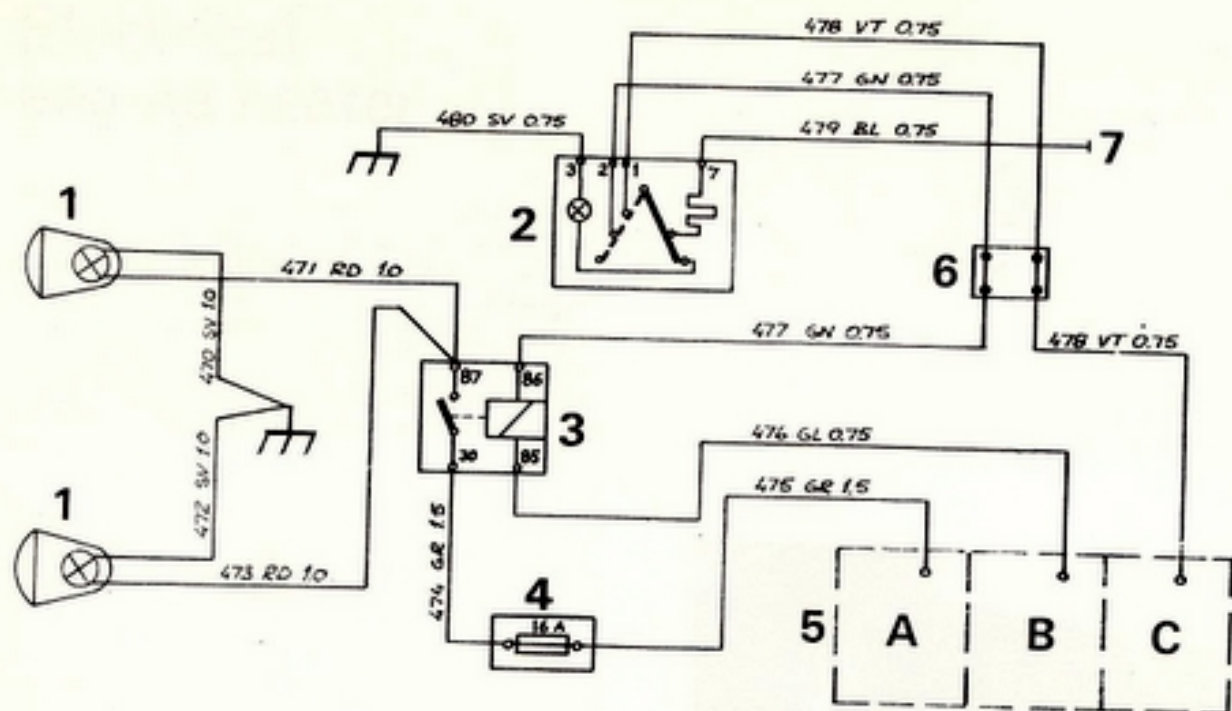 478 VT 0.75
477 GN 0.75
480 SV 0.75
479 BL 0.75
7
3
2
1
7
1
2
6
471 RD 1.0
470 SV 1.0
477 GN 0.75
478 VT 0.75
87
86
3
30
85
476 GL 0.75
475 GR 1.5
472 SV 1.0
1
473 RD 1.0
474 GR 1.5
4
16 A
5
A
B
C